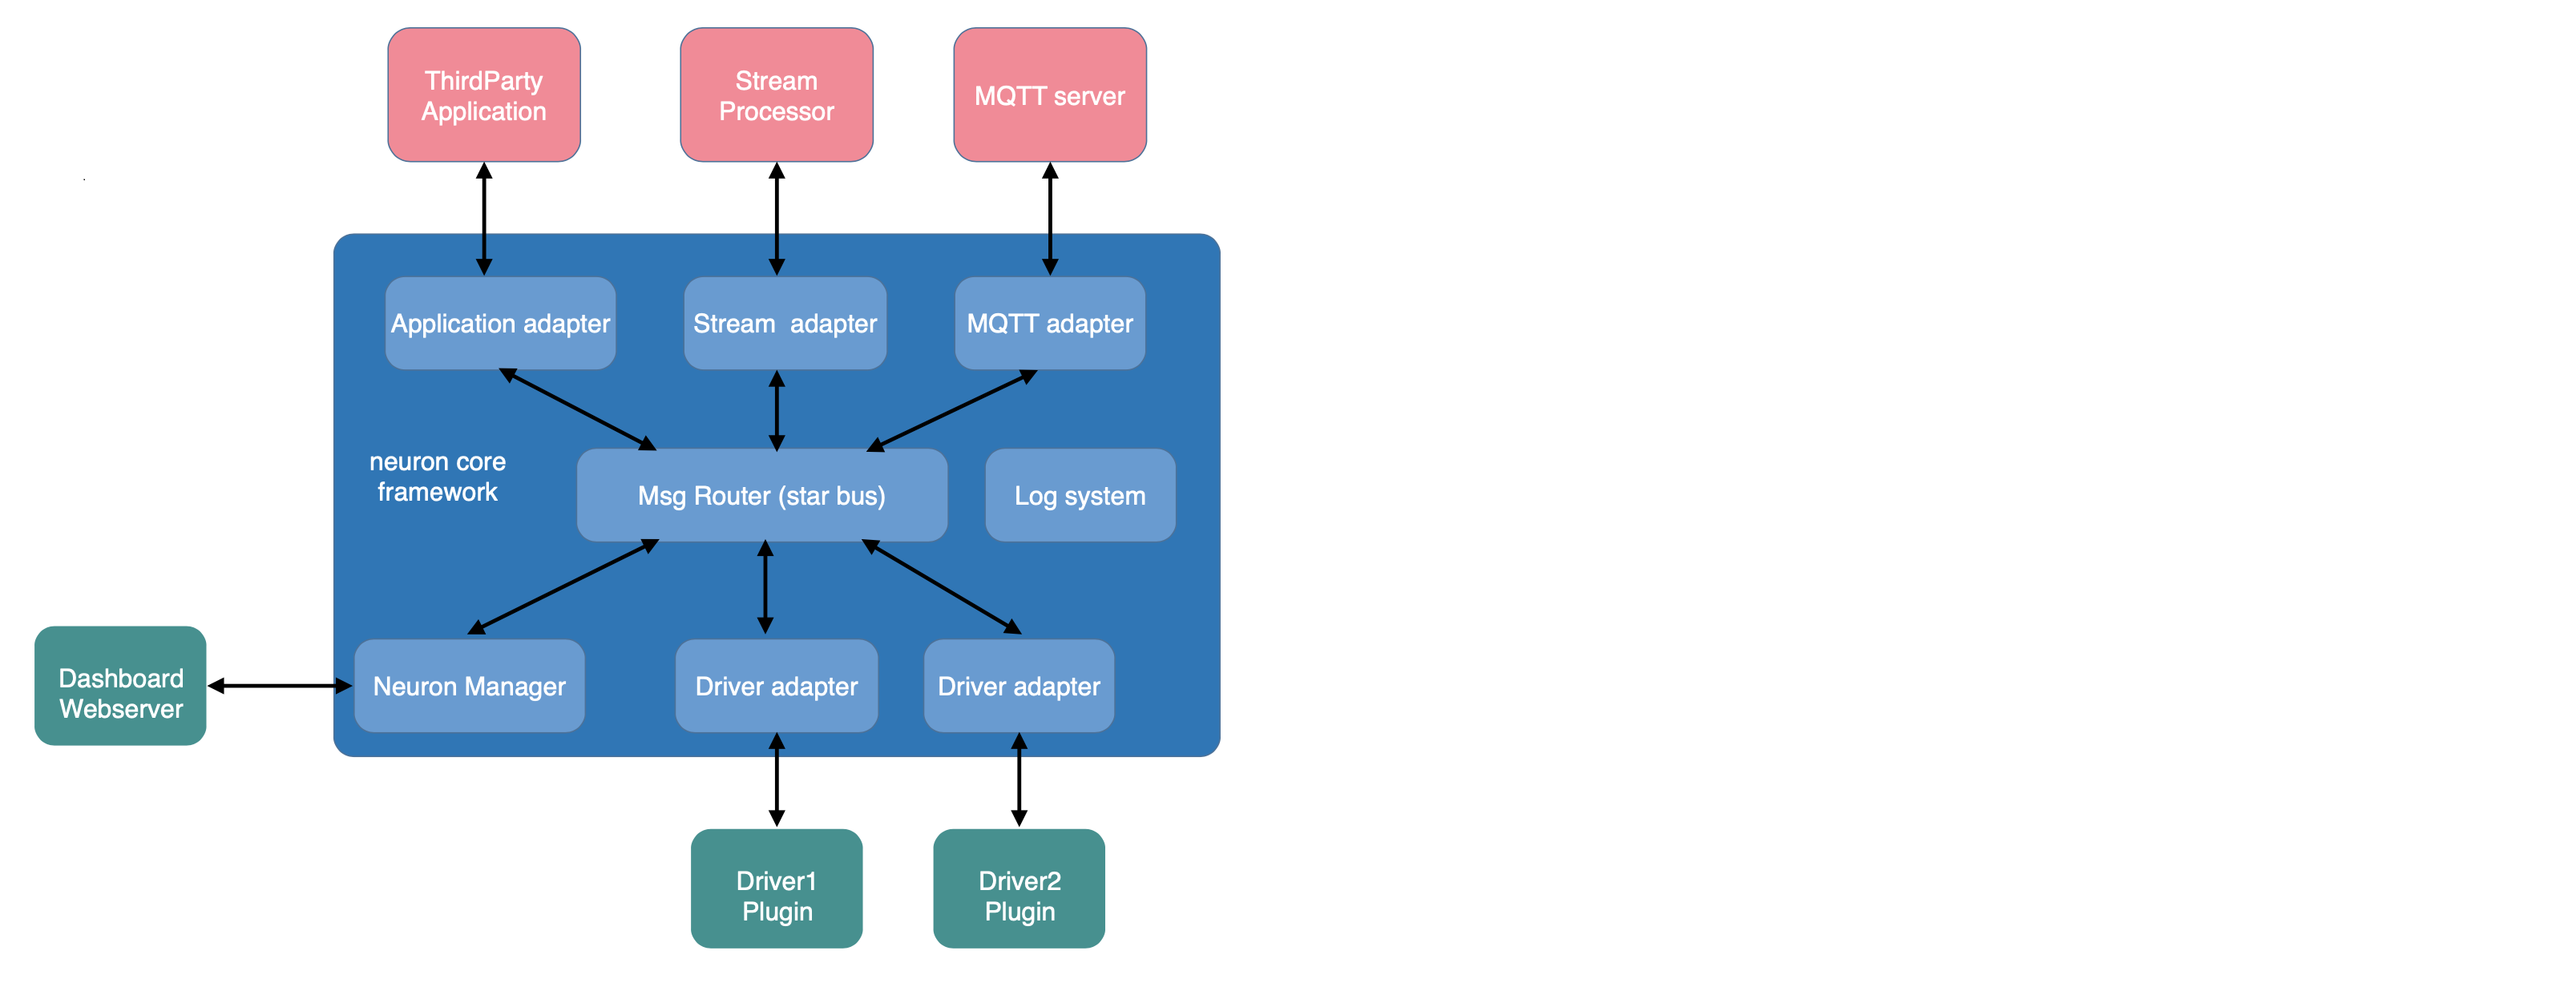 ThirdParty
Application
Stream
Processor
MQTT server
Application adapter
Stream  adapter
MQTT adapter
neuron core
framework
Msg Router (star bus)
Log system
Dashboard
Webserver
Neuron Manager
Driver adapter
Driver adapter
Driver1
Plugin
Driver2
Plugin